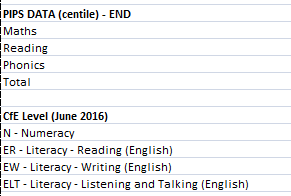 PIPS DATA (centile) - END
Maths
Reading
Phonics
Total
CfE Level (June 2016)
N - Numeracy
ER - Literacy - Reading (English)
EW - Literacy - Writing (English)
ELT - Literacy - Listening and Talking (English)